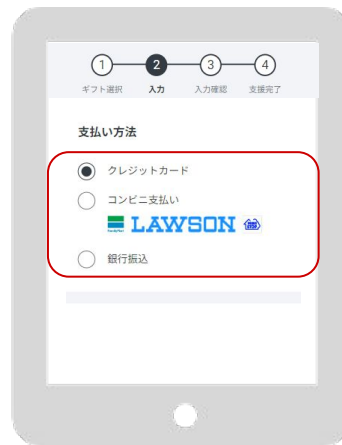 1 2 3 4
ギフト選択 入力 入力確認 支援完了
支払い方法
クレジットカード
コンビニ支払い
LAWSON
銀行振込